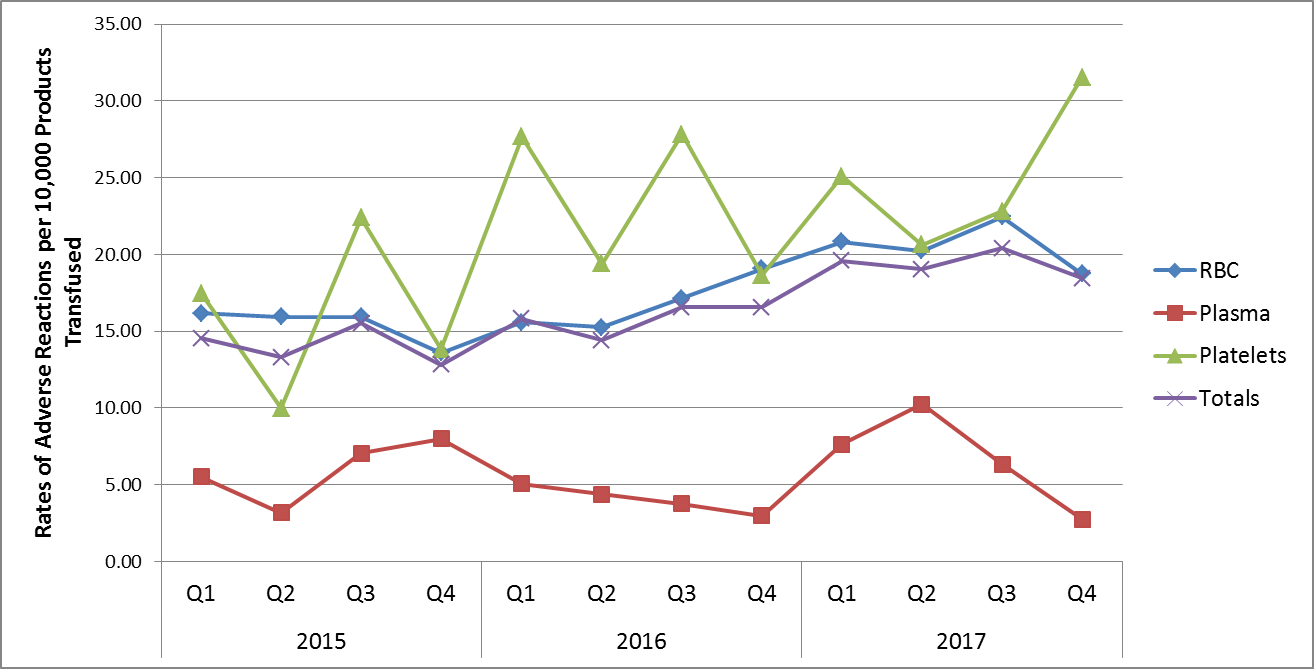 Rates of Adverse Reactions per 10,000 Products
Transfused
35.00
30.00
25.00
20.00
15.00
10.00
5.00
0.00
Q1 Q2 Q3 Q4 Q1 Q2 Q3 Q4 Q1 Q2 Q3 Q4
2015 2016 2017
RBC
Plasma
Platelets
Totals